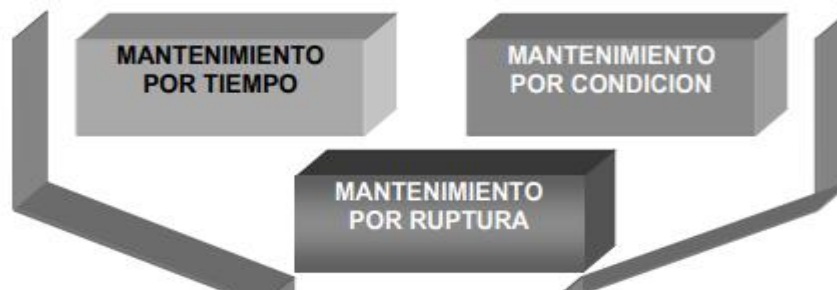 MANTENIMIENTO
POR TIEMPO
MANTENIMIENTO
POR CONDICION
MANTENIMIENTO
POR RUPTURA